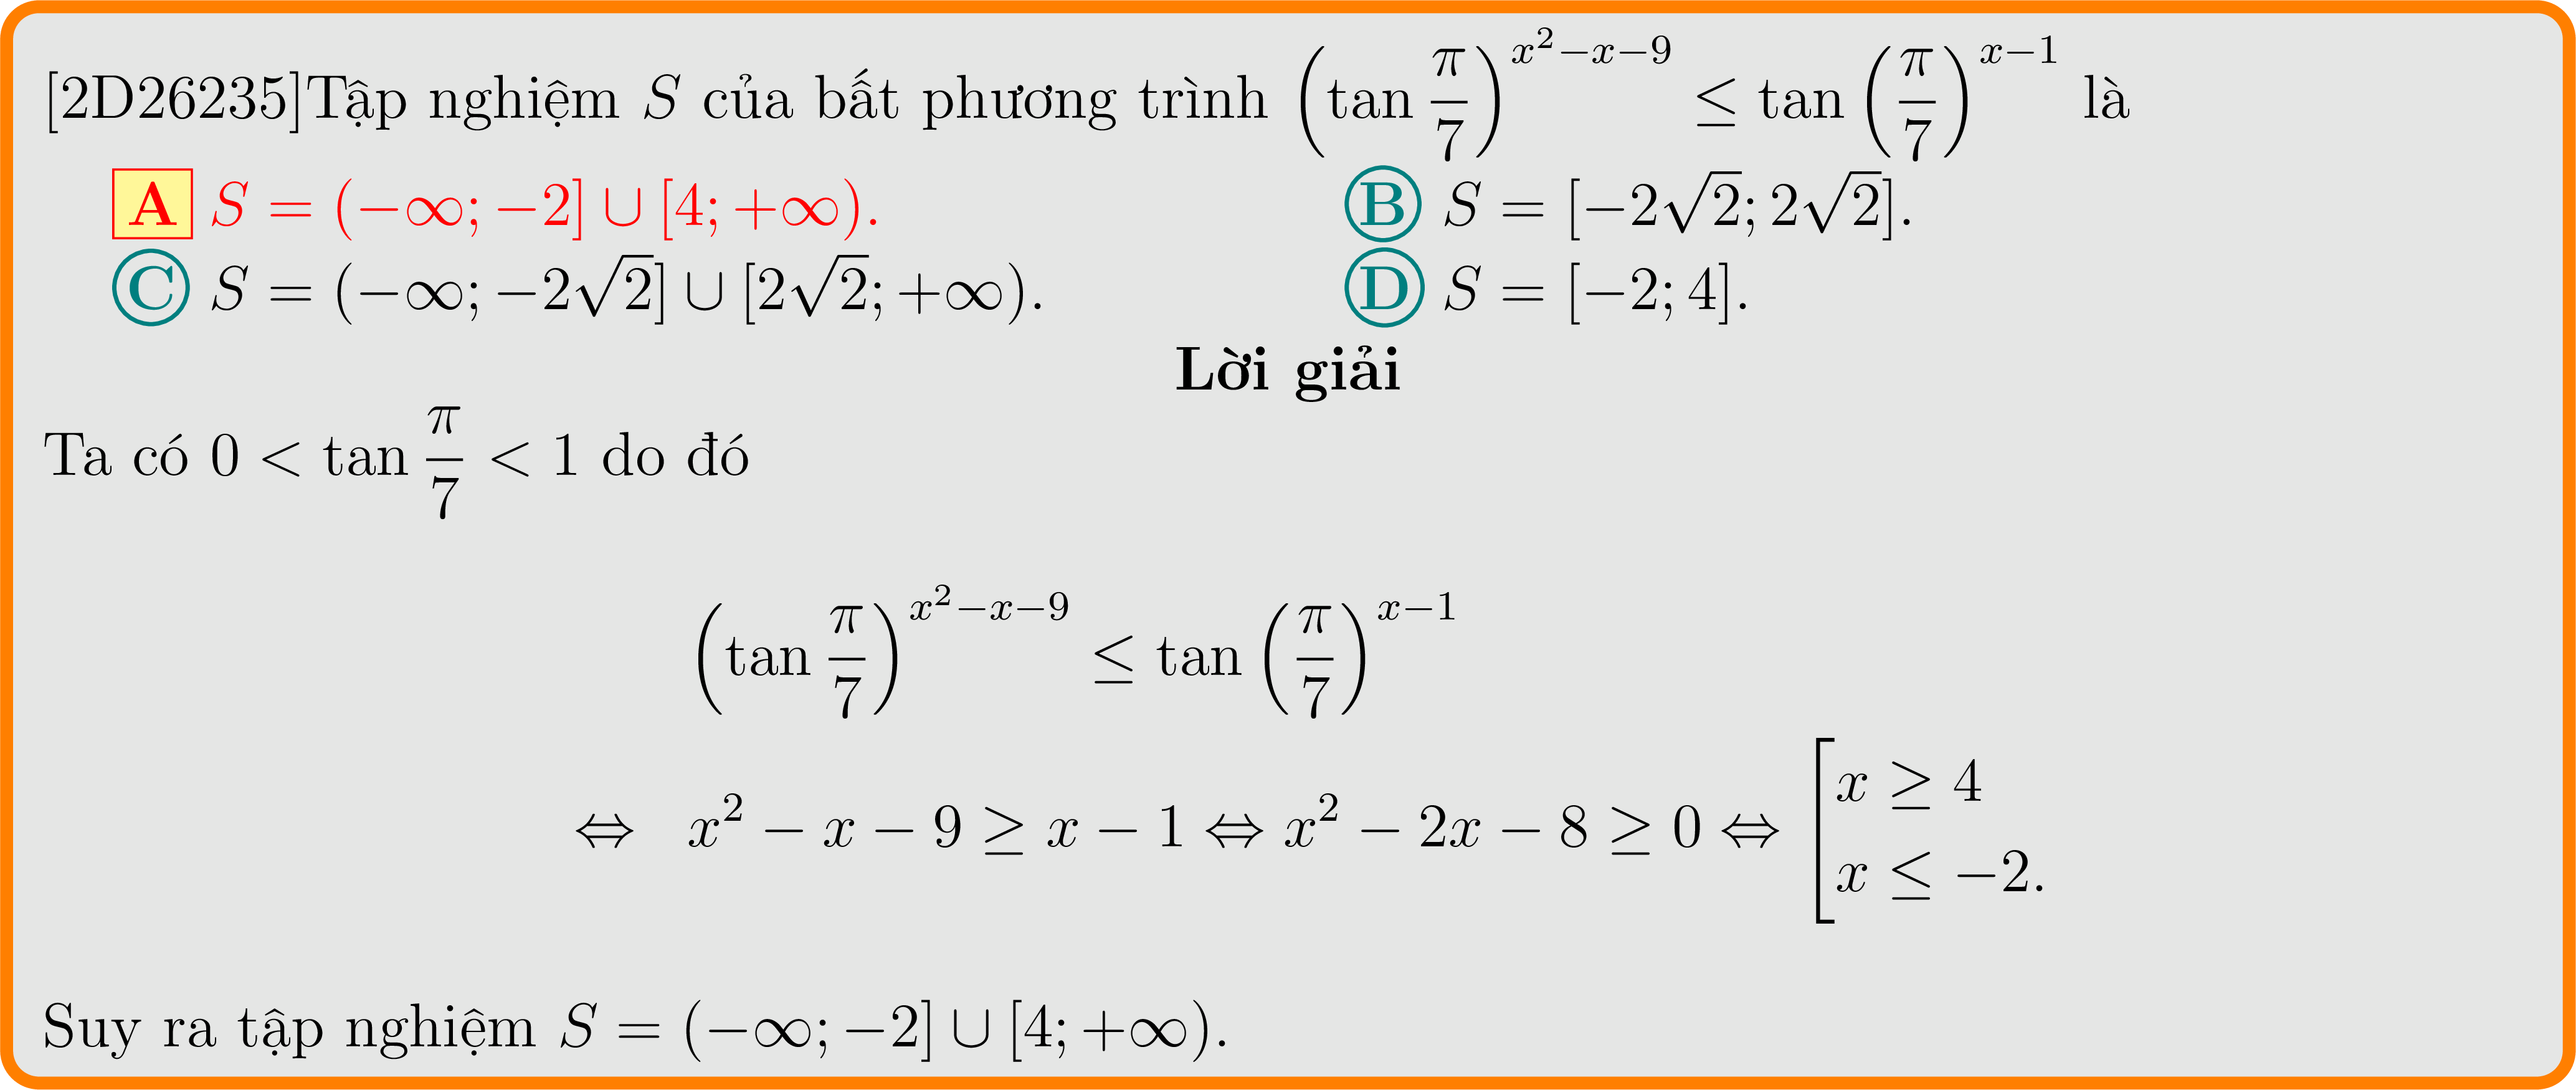 [2D26235]Tập nghiệm $S$ của bất phương trình $\left(\tan\dfrac{\pi}{7}\right)^{x^2-x-9} \leq \tan\left(\dfrac{\pi}{7}\right)^{x-1}$ là
A $S = (-\infty; -2] \cup [4; +\infty)$. B $S = [-2\sqrt{2}; 2\sqrt{2}]$.
C $S = (-\infty; -2\sqrt{2}] \cup [2\sqrt{2}; +\infty)$. D $S = [-2; 4]$.
Lời giải
Ta có $0 < \tan\dfrac{\pi}{7} < 1$ do đó
$\left(\tan\dfrac{\pi}{7}\right)^{x^2-x-9} \leq \tan\left(\dfrac{\pi}{7}\right)^{x-1}$
$\Leftrightarrow x^2 - x - 9 \geq x - 1 \Leftrightarrow x^2 - 2x - 8 \geq 0 \Leftrightarrow \left[\begin{array}{l} x \geq 4 \\ x \leq -2. \end{array}\right.$
Suy ra tập nghiệm $S = (-\infty; -2] \cup [4; +\infty)$.